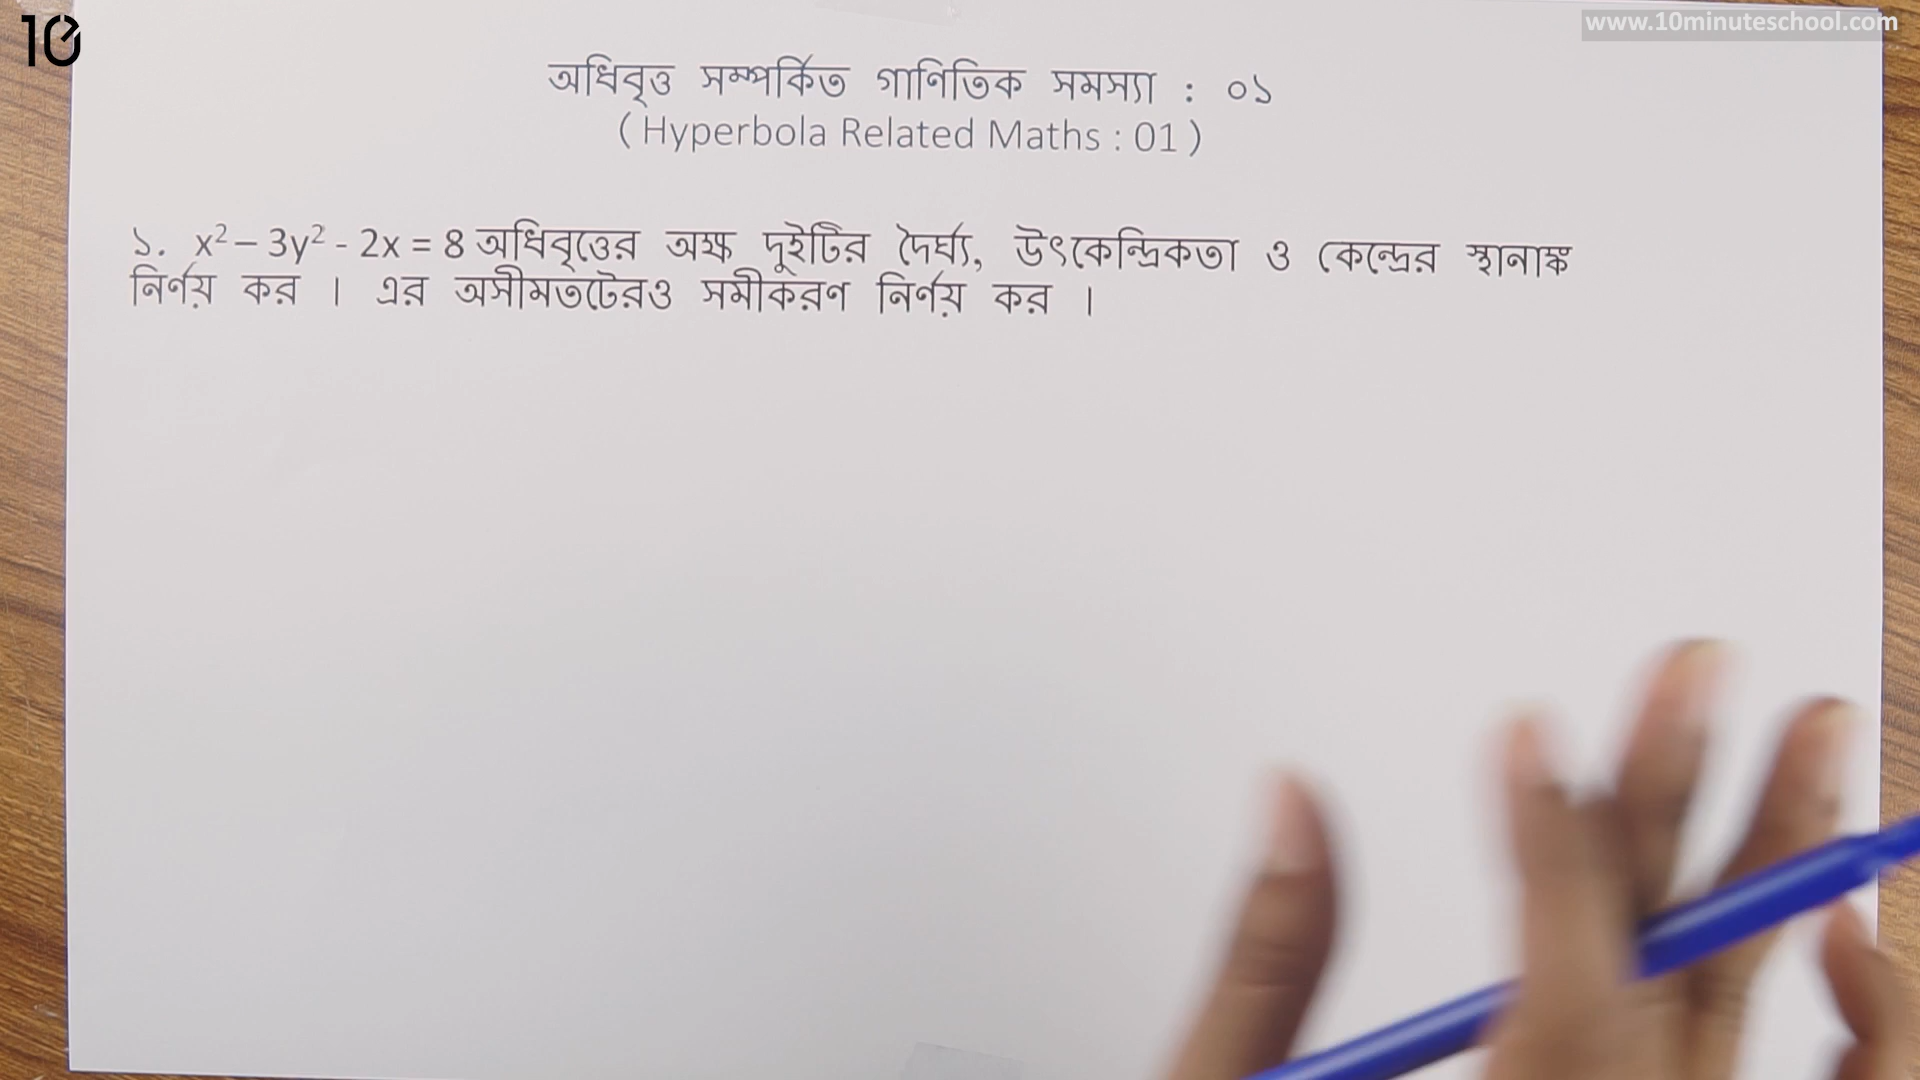 10
www.10minuteschool.com
অধিবৃত্ত সম্পর্কিত গাণিতিক সমস্যা : ০১
( Hyperbola Related Maths : 01 )
১. x² – 3y² - 2x = 8 অধিবৃত্তের অক্ষ দুইটির দৈর্ঘ্য, উৎকেন্দ্রিকতা ও কেন্দ্রের স্থানাঙ্ক
নির্ণয় কর । এর অসীমতটেরও সমীকরণ নির্ণয় কর ।